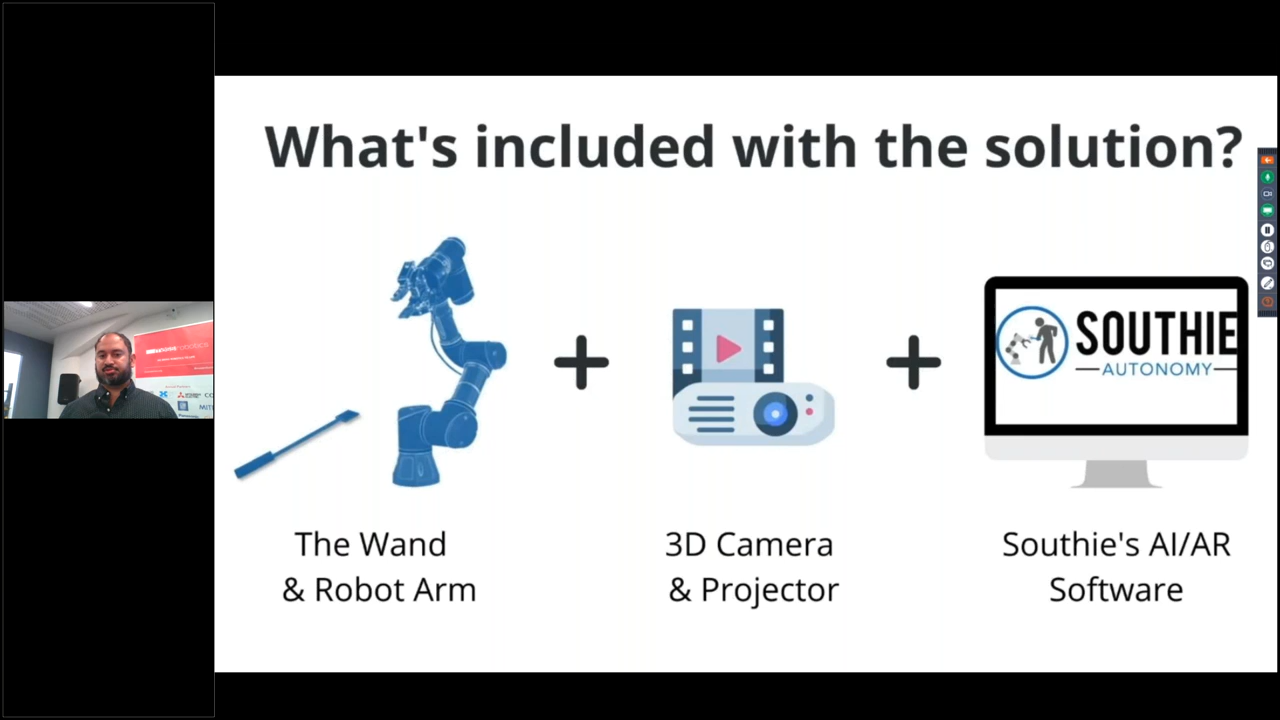 What's included with the solution?
SOUTHIE
AUTONOMY
The Wand
& Robot Arm
3D Camera
& Projector
Southie's AI/AR
Software